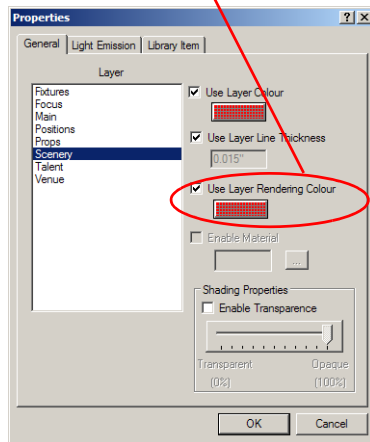 Properties
General Light Emission Library Item
Layer
Fixtures
Focus
Main
Positions
Props
Scenery
Talent
Venue
Use Layer Colour
Use Layer Line Thickness
0.015"
Use Layer Rendering Colour
Enable Material
...
Shading Properties
Enable Transparence
Transparent Opaque
(0%) (100%)
OK Cancel